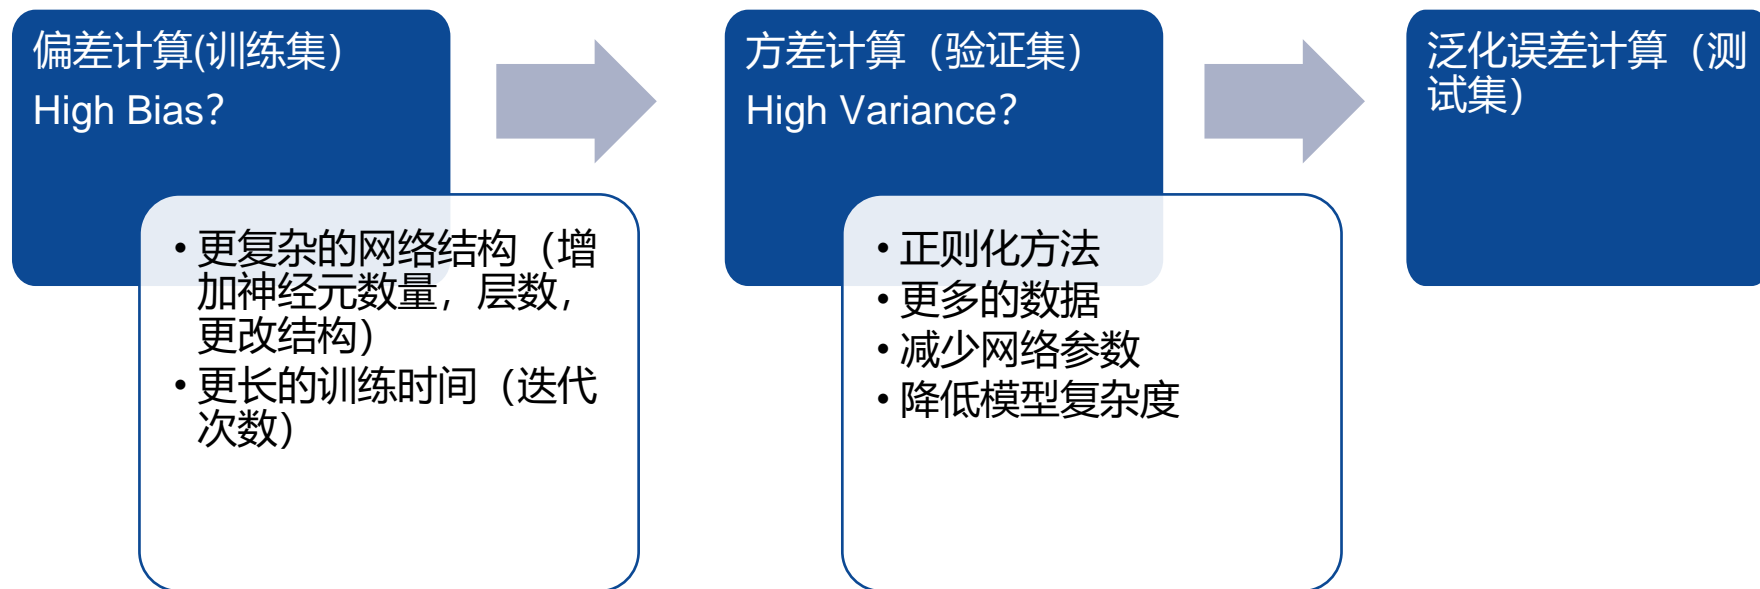 偏差计算(训练集）
High Bias？
• 更复杂的网络结构（增
加神经元数量，层数，
更改结构）
• 更长的训练时间（迭代
次数）
方差计算（验证集）
High Variance？
• 正则化方法
• 更多的数据
• 减少网络参数
• 降低模型复杂度
泛化误差计算（测
试集）